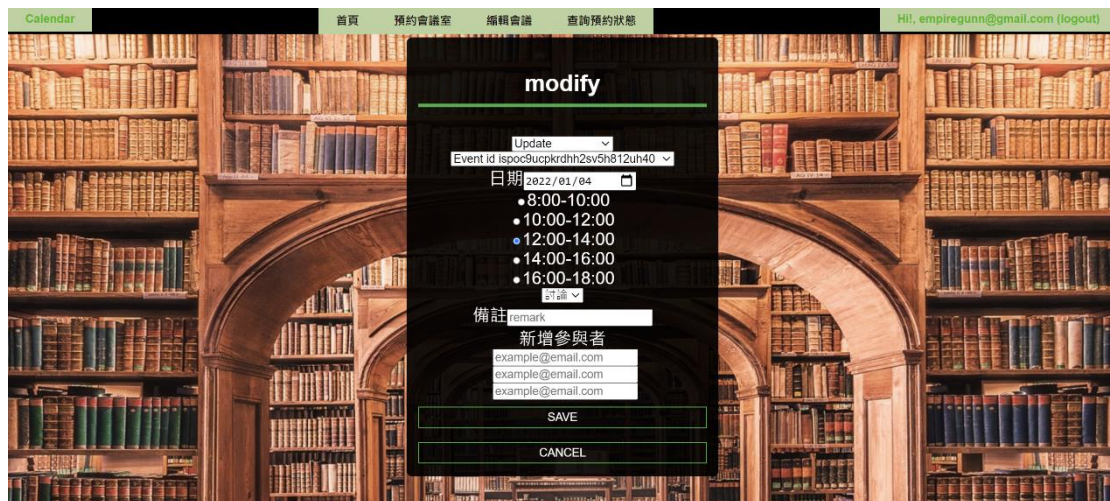 Calendar
首頁 預約會議室 編輯會議 查詢預約狀態
Hi!, empiregunn@gmail.com (logout)
modify
Update
Event id ispoc9ucpkrdhh2sv5h812uh40
日期 2022/01/04
8:00-10:00
10:00-12:00
12:00-14:00
14:00-16:00
16:00-18:00
討論
備註 remark
新增參與者
example@email.com
example@email.com
example@email.com
SAVE
CANCEL